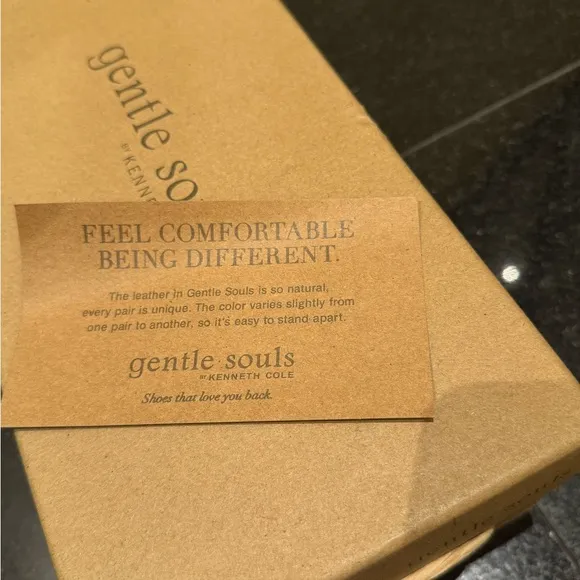 gentle so
BY KENNE
FEEL COMFORTABLE
BEING DIFFERENT.
The leather in Gentle Souls is so natural,
every pair is unique. The color varies slightly from
one pair to another, so it's easy to stand apart.
gentle souls
BY KENNETH COLE
Shoes that love you back.
gentle souls